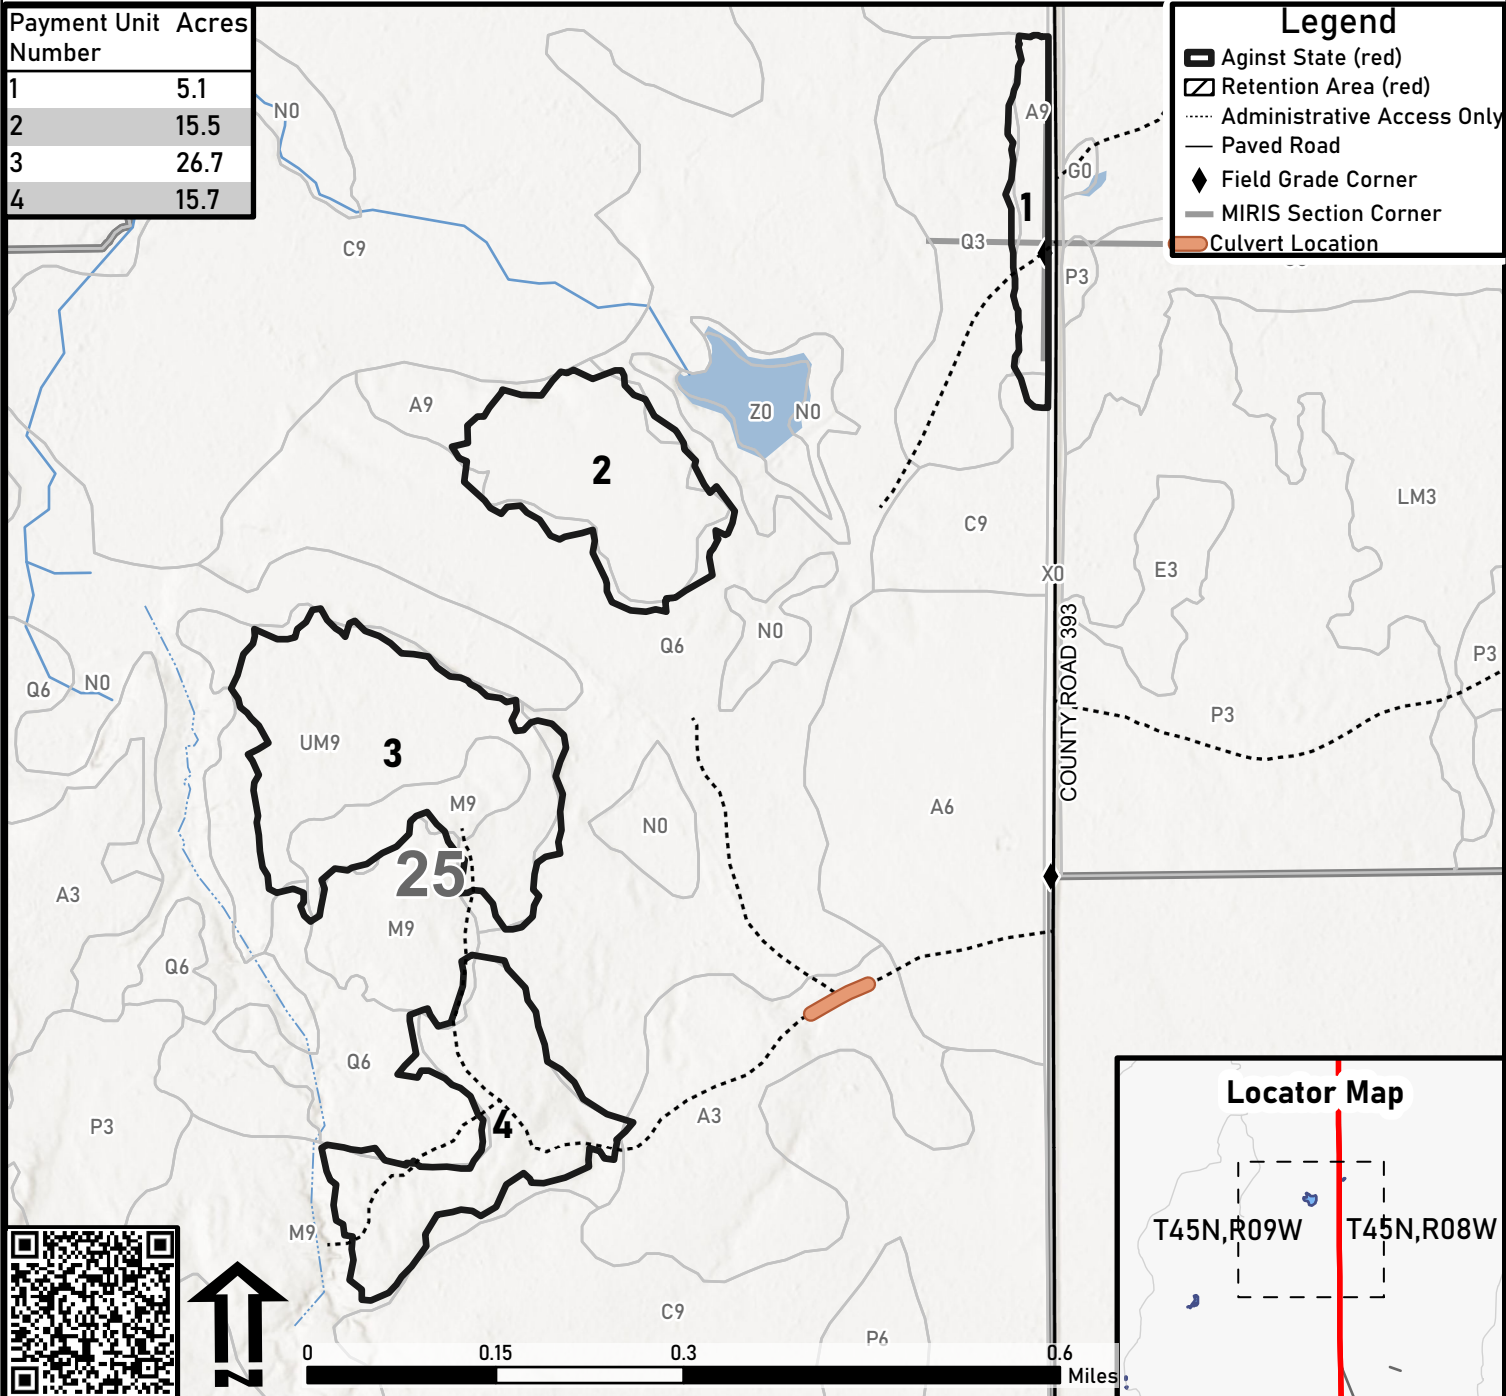 Payment Unit Acres
Number
1 5.1
2 15.5
3 26.7
4 15.7
Legend
Aginst State (red)
Retention Area (red)
Administrative Access Only
Paved Road
Field Grade Corner
MIRIS Section Corner
Culvert Location
N0
A9
G0
1
C9
Q3
P3
A9
Z0 N0
2
LM3
C9
X0
E3
N0
Q6
P3
Q6 N0
COUNTY ROAD 393
P3
UM9
3
M9
A6
N0
25
A3
M9
Q6
Q6
A3
P3
4
M9
C9
P6
N
0 0.15 0.3 0.6
Miles
Locator Map
T45N,R09W T45N,R08W